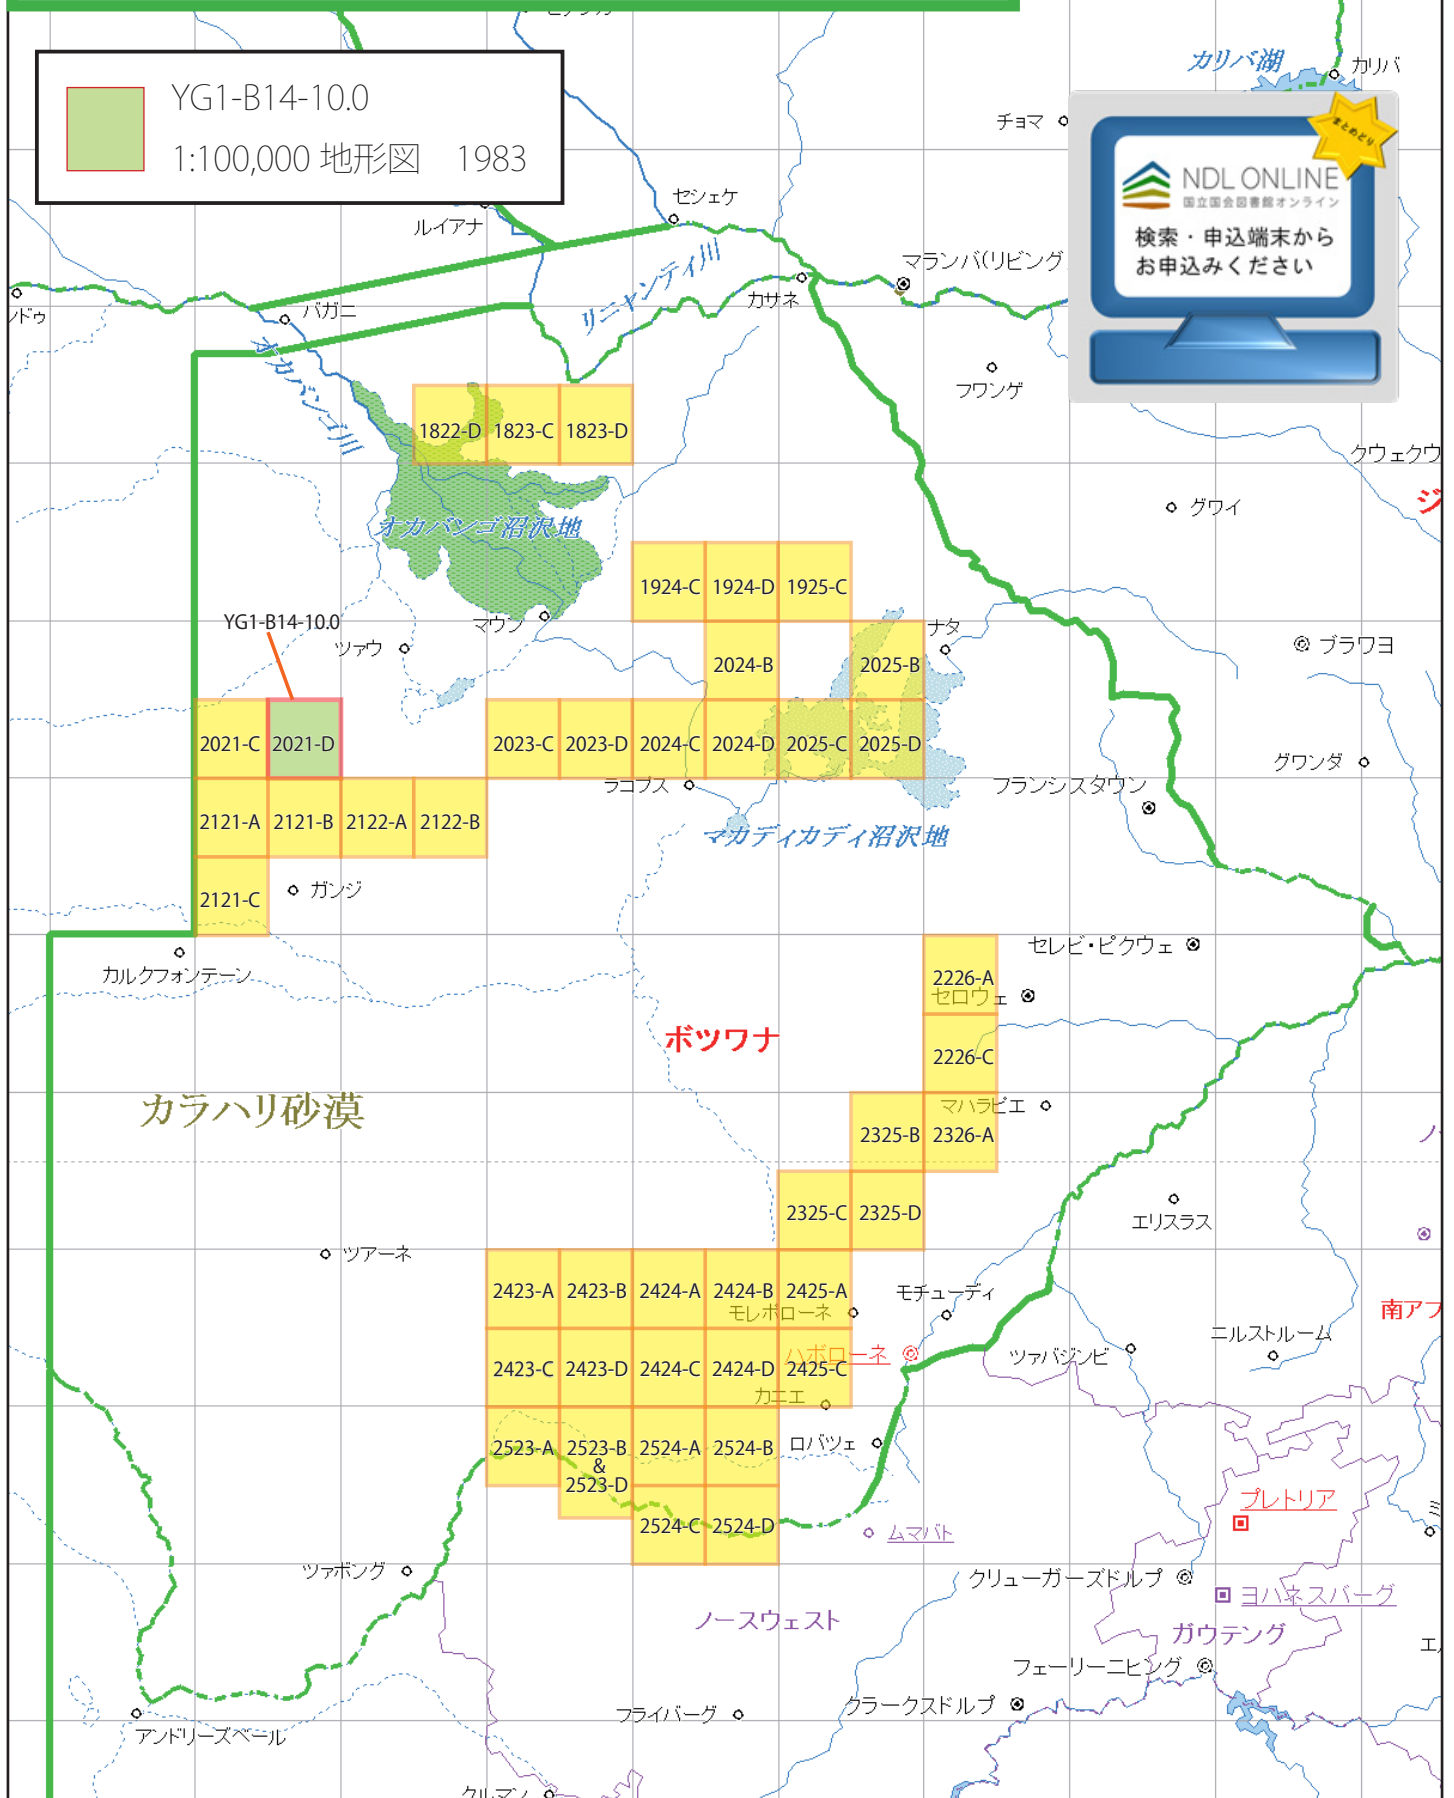 YG1-B14-10.0
1:100,000 地形図 1983
カリバ湖
カリバ
チョマ
まとめどり
NDL ONLINE
国立国会図書館オンライン
検索・申込端末から
お申込みください
セシェケ
ルイアナ
リニャンティ川
マランバ(リビング
カサネ
ンドゥ
バガニ
オカバンゴ川
フワンゲ
1822-D
1823-C
1823-D
クウェクウ
グワイ
ジ
オカバンゴ沼沢地
1924-C
1924-D
1925-C
YG1-B14-10.0
マウン
ツァウ
ナタ
ブラワヨ
2024-B
2025-B
2021-C
2021-D
2023-C
2023-D
2024-C
2024-D
2025-C
2025-D
グワンダ
ラコプス
フランシスタウン
2121-A
2121-B
2122-A
2122-B
マカディカディ沼沢地
2121-C
ガンジ
カルクフォンテーン
セレビ・ピクウェ
2226-A
セロウェ
ボツワナ
2226-C
カラハリ砂漠
マハラピエ
2325-B
2326-A
ノ
2325-C
2325-D
エリスラス
ツアーネ
2423-A
2423-B
2424-A
2424-B
2425-A
モレポローネ
モチューディ
南アフ
ニルストルーム
ハボローネ
ツァバジンビ
2423-C
2423-D
2424-C
2424-D
2425-C
カニエ
2523-A
2523-B
&
2523-D
2524-A
2524-B
ロバツェ
プレトリア
ミ
2524-C
2524-D
ムマバト
ツァボング
クリューガーズドルプ
ヨハネスバーグ
ノースウェスト
ガウテング
エ
フェーリーニヒング
クラークスドルプ
フライバーグ
アンドリーズベール
クルマン